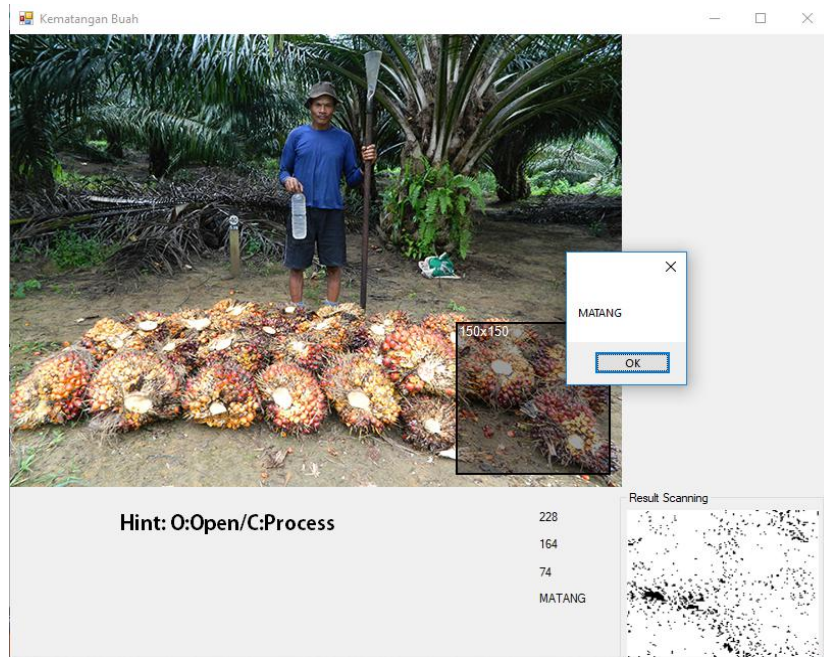 Kematangan Buah
150x150
MATANG
OK
Hint: O:Open/C:Process
228
164
74
MATANG
Result Scanning